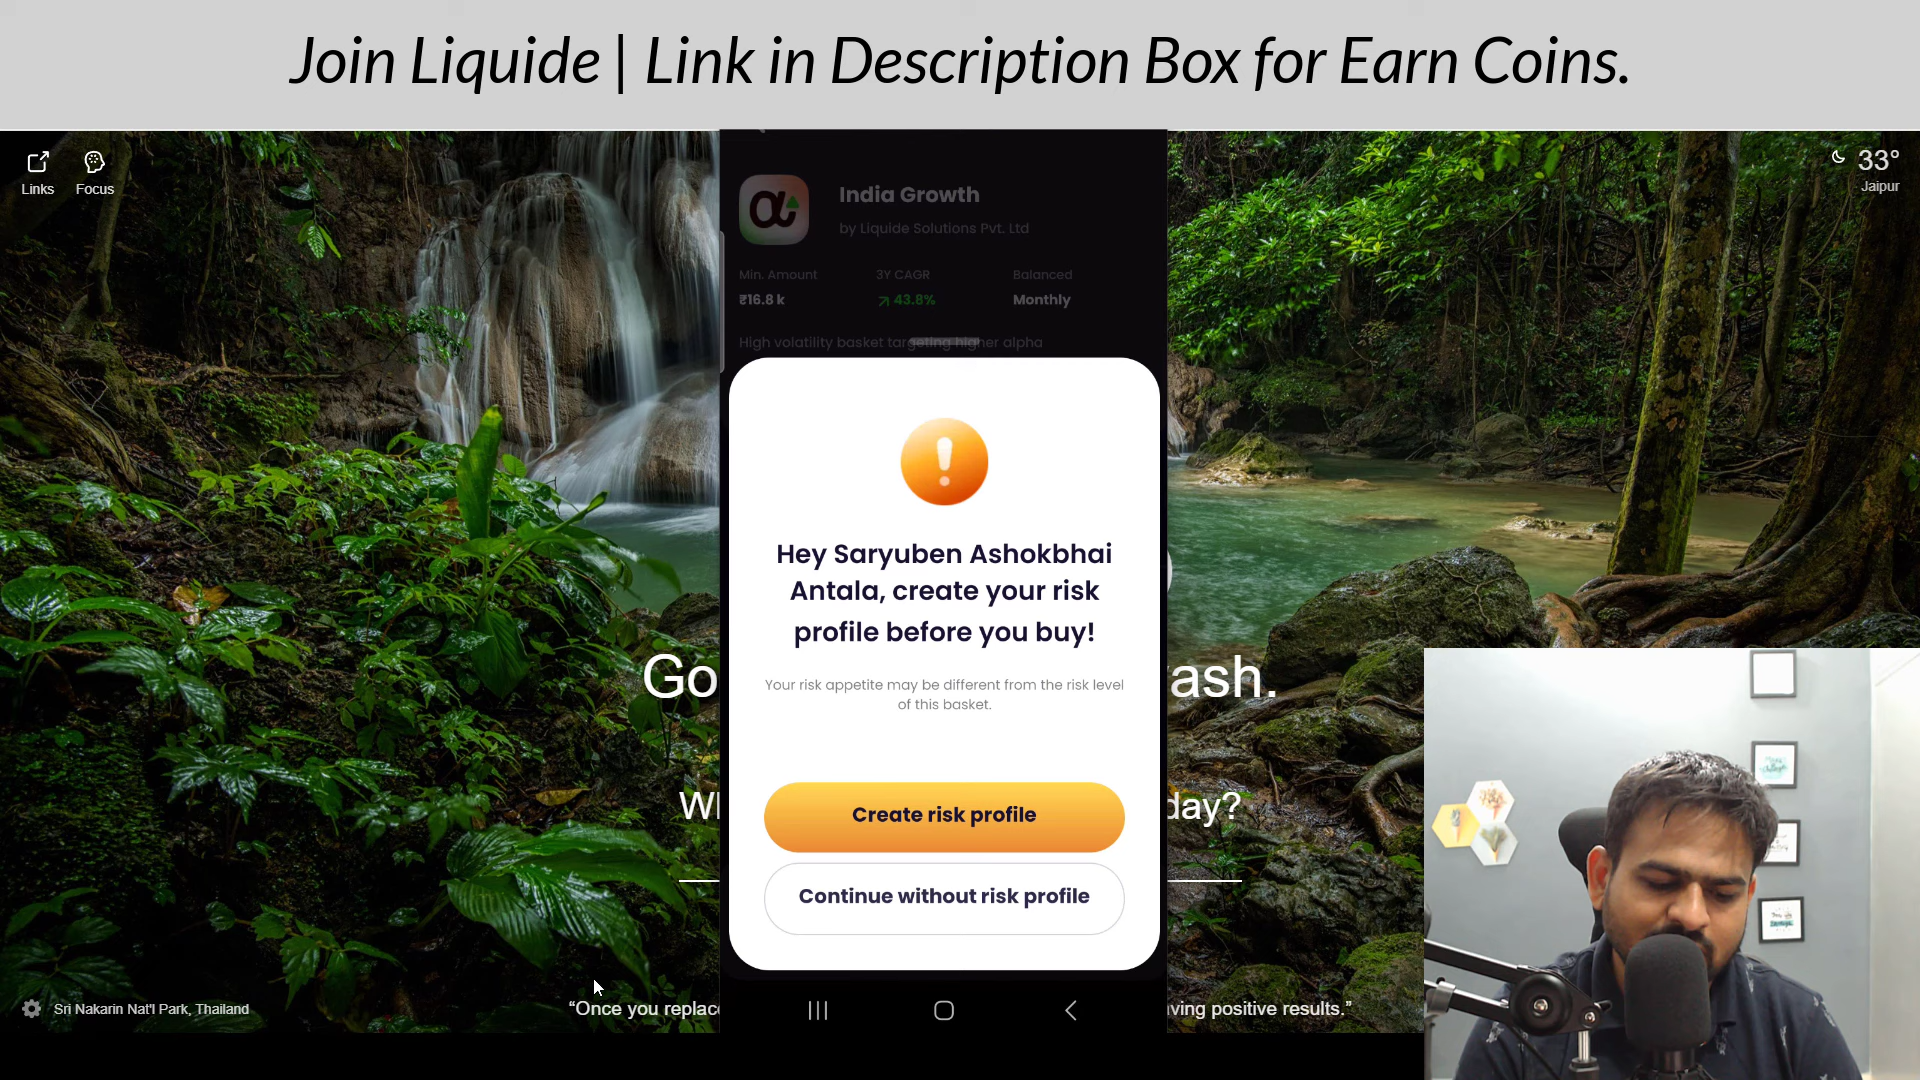 Join Liquide | Link in Description Box for Earn Coins.
Links
Focus
33°
Jaipur
India Growth
by Liquide Solutions Pvt. Ltd
Min. Amount
3Y CAGR
Balanced
₹16.8 k
43.8%
Monthly
High volatility basket targeting higher alpha
Hey Saryuben Ashokbhai
Antala, create your risk
profile before you buy!
Your risk appetite may be different from the risk level
of this basket.
Go
ash.
day?
Create risk profile
Continue without risk profile
Sri Nakarin Nat'l Park, Thailand
“Once you replac
ving positive results.”